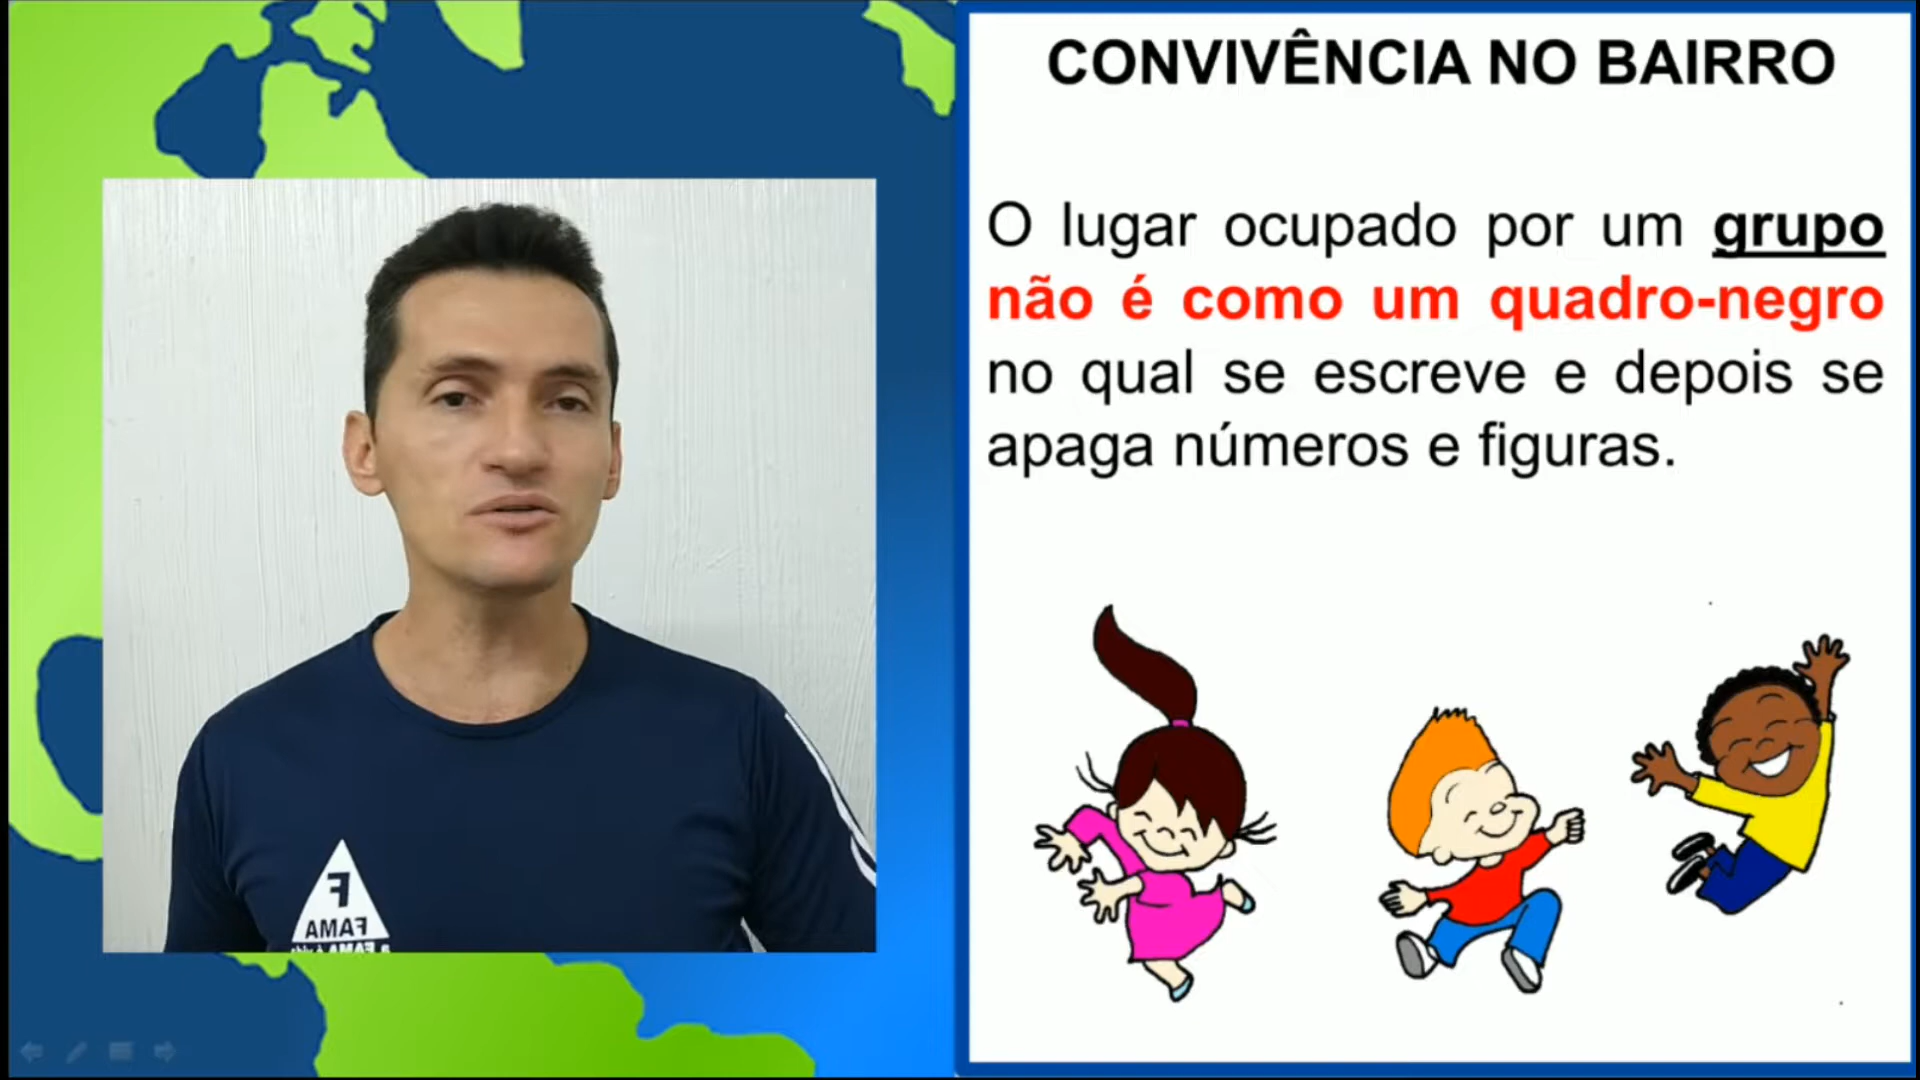 CONVIVÊNCIA NO BAIRRO
O lugar ocupado por um grupo
não é como um quadro-negro
no qual se escreve e depois se
apaga números e figuras.
F
FAMA